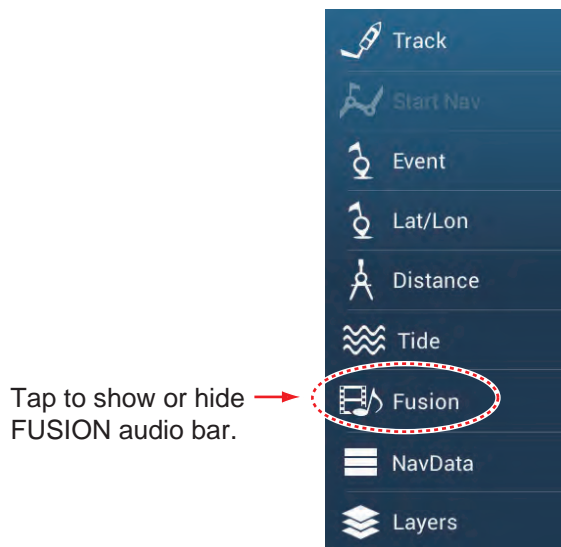 Track
Start Nav
Event
Lat/Lon
Distance
Tide
Tap to show or hide
FUSION audio bar.
Fusion
NavData
Layers